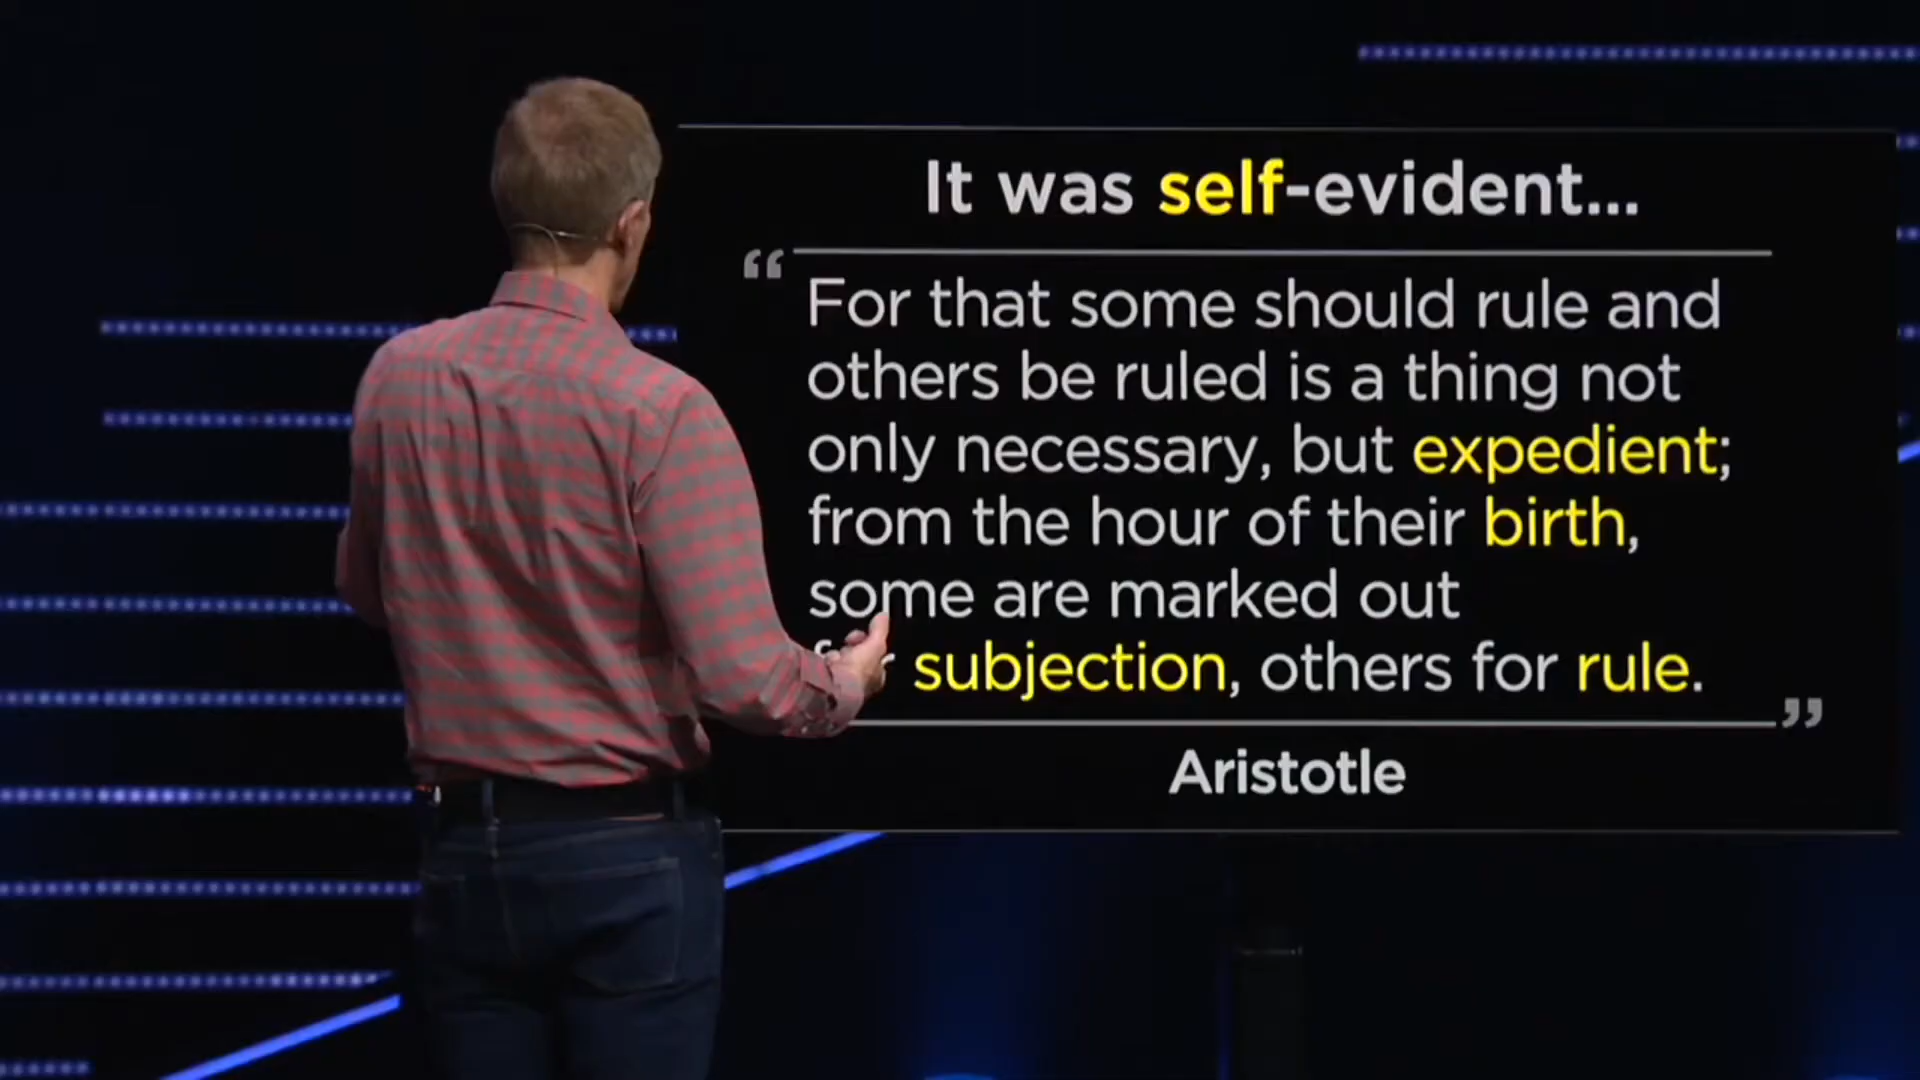 It was self-evident...
“ For that some should rule and
others be ruled is a thing not
only necessary, but expedient;
from the hour of their birth,
some are marked out
subjection, others for rule. ”
Aristotle